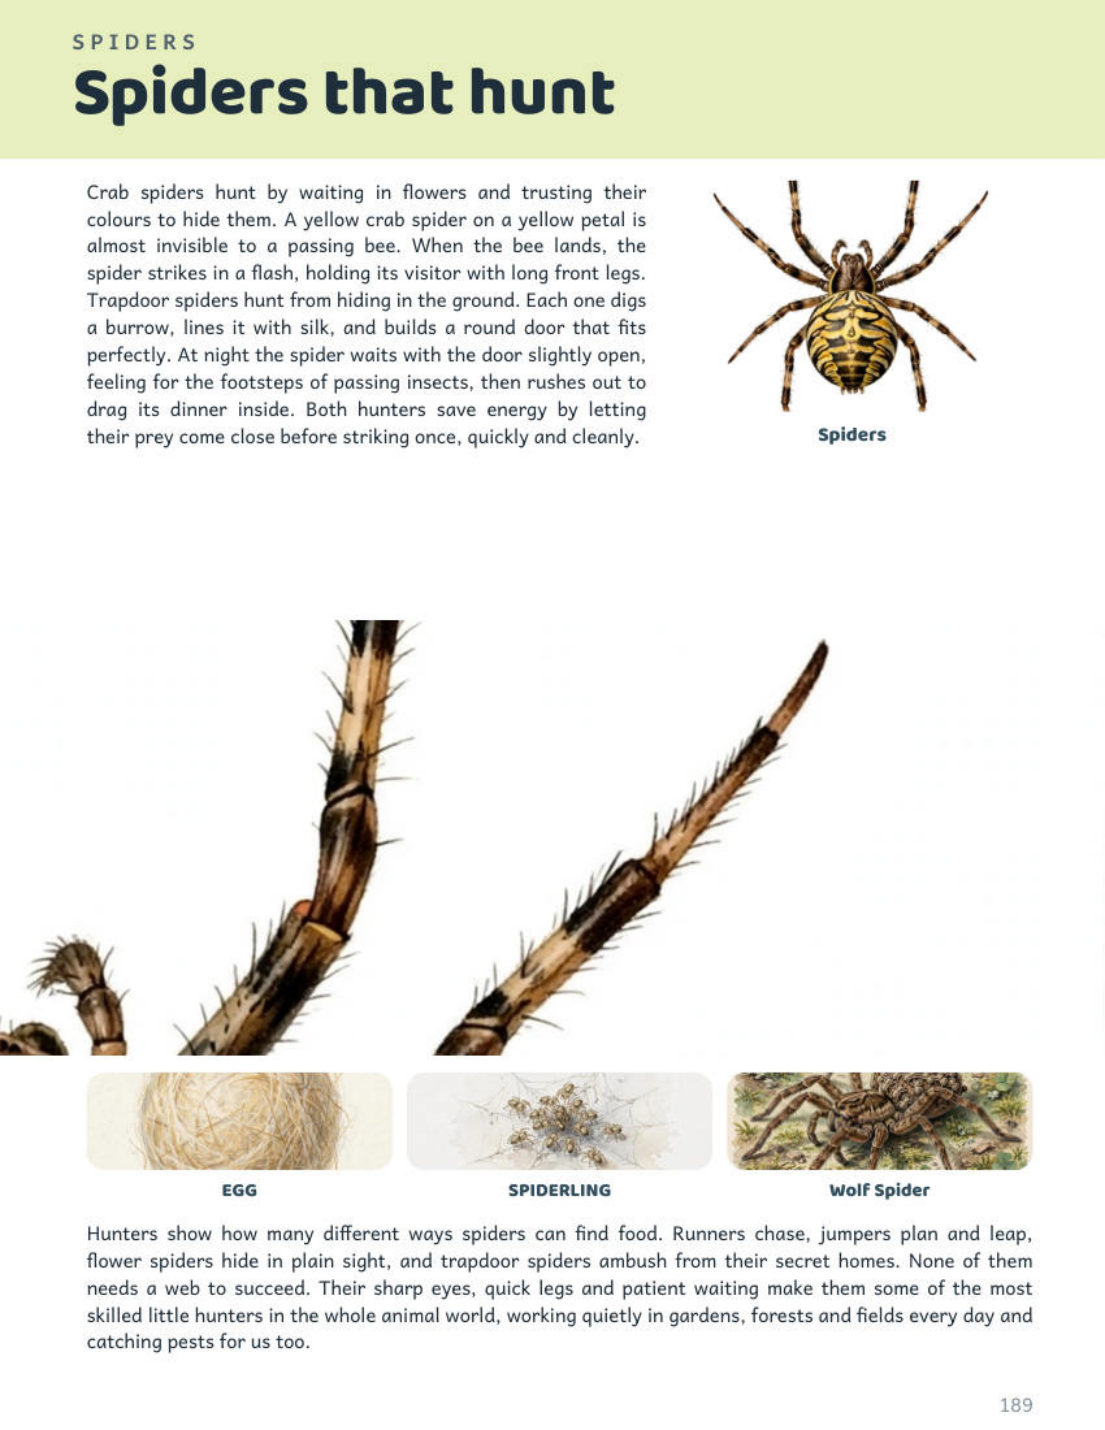 SPIDERS
Spiders that hunt
Crab spiders hunt by waiting in flowers and trusting their
colours to hide them. A yellow crab spider on a yellow petal is
almost invisible to a passing bee. When the bee lands, the
spider strikes in a flash, holding its visitor with long front legs.
Trapdoor spiders hunt from hiding in the ground. Each one digs
a burrow, lines it with silk, and builds a round door that fits
perfectly. At night the spider waits with the door slightly open,
feeling for the footsteps of passing insects, then rushes out to
drag its dinner inside. Both hunters save energy by letting
their prey come close before striking once, quickly and cleanly.
Spiders
EGG
SPIDERLING
Wolf Spider
Hunters show how many different ways spiders can find food. Runners chase, jumpers plan and leap,
flower spiders hide in plain sight, and trapdoor spiders ambush from their secret homes. None of them
needs a web to succeed. Their sharp eyes, quick legs and patient waiting make them some of the most
skilled little hunters in the whole animal world, working quietly in gardens, forests and fields every day and
catching pests for us too.
189